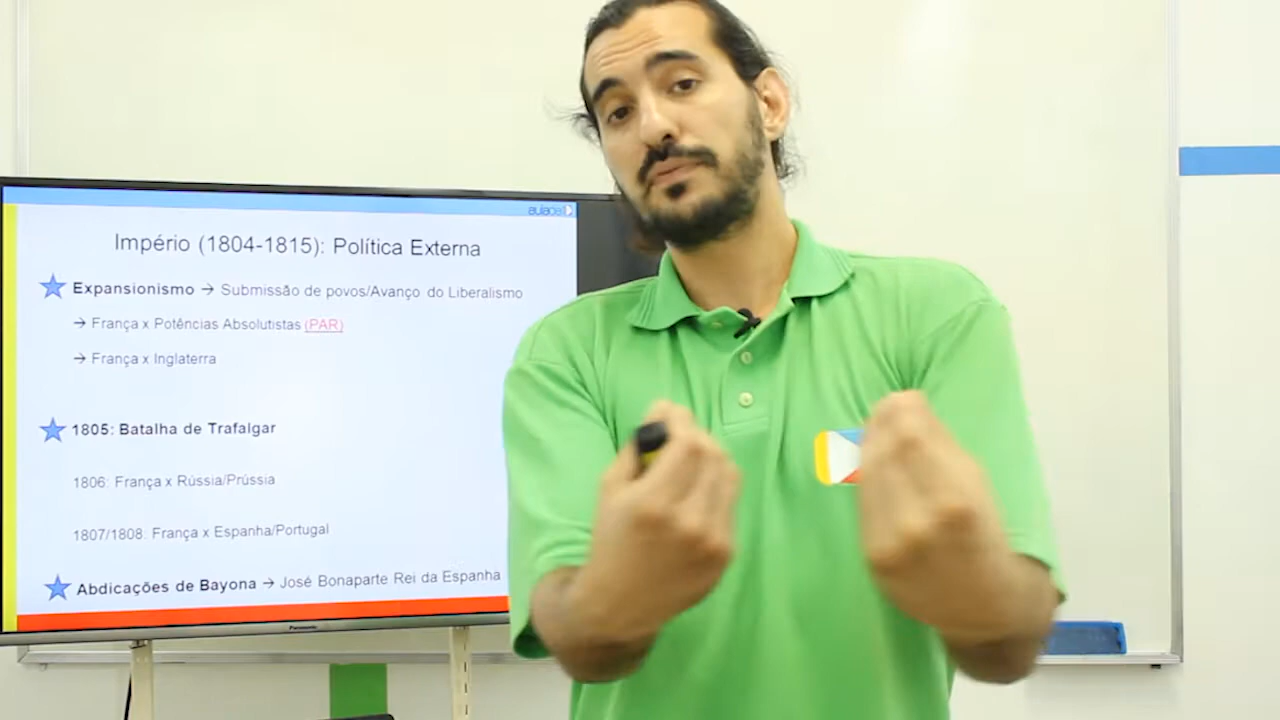 aulaDe
Império (1804-1815): Política Externa
Expansionismo → Submissão de povos/Avanço do Liberalismo
→ França x Potências Absolutistas (PAR)
→ França x Inglaterra
1805: Batalha de Trafalgar
1806: França x Rússia/Prússia
1807/1808: França x Espanha/Portugal
Abdicações de Bayona → José Bonaparte Rei da Espanha
Panasonic